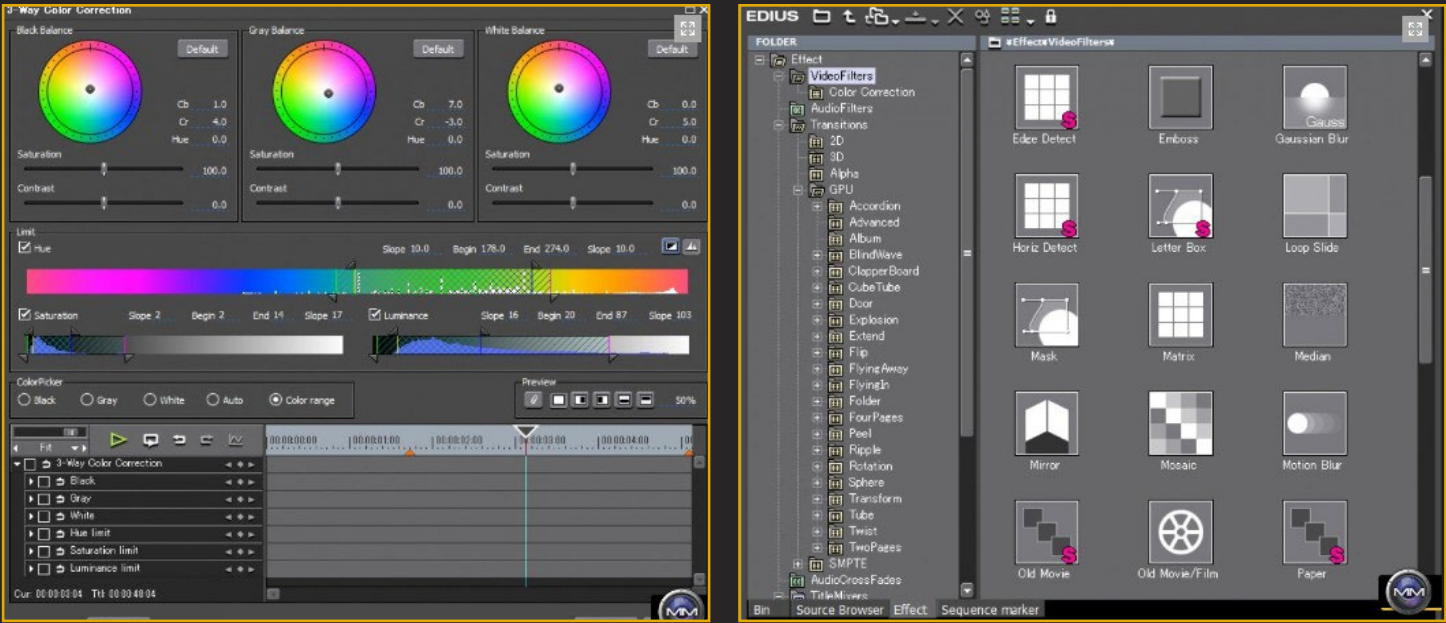 3-Way Color Correction
Black Balance
Default
Cb 1.0
Cr 4.0
Hue 0.0
Saturation
100.0
Contrast
0.0
Gray Balance
Default
Cb 7.0
Cr -3.0
Hue 0.0
Saturation
100.0
Contrast
0.0
White Balance
Default
Cb 0.0
Cr 5.0
Hue 0.0
Saturation
100.0
Contrast
0.0
Limit
Hue Slope 10.0 Begin 178.0 End 274.0 Slope 10.0
Saturation Slope 2 Begin 2 End 14 Slope 17
Luminance Slope 16 Begin 20 End 87 Slope 103
ColorPicker
Black Gray White Auto Color range
Preview
50%
Fit
00:00:00:00 00:00:01:00 00:00:02:00 00:00:03:00 00:00:04:00
3-Way Color Correction
Black
Gray
White
Hue limit
Saturation limit
Luminance limit
Cur: 00:00:03:04 Ttl: 00:00:48:04
MM
EDIUS
FOLDER
Effect
VideoFilters
Color Correction
AudioFilters
Transitions
2D
3D
Alpha
GPU
Accordion
Advanced
Album
BlindWave
ClapperBoard
CubeTube
Door
Explosion
Extend
Flip
FlyingAway
FlyingIn
Folder
FourPages
Peel
Ripple
Rotation
Sphere
Transform
Tube
Twist
TwoPages
SMPTE
AudioCrossFades
TitleMixers
¥Effect¥VideoFilters¥
S
Edge Detect
Emboss
Gauss
Gaussian Blur
S
Horiz Detect
S
Letter Box
Loop Slide
Mask
Matrix
Median
Mirror
Mosaic
Motion Blur
S
Old Movie
Old Movie/Film
S
Paper
Bin Source Browser Effect Sequence marker
MM